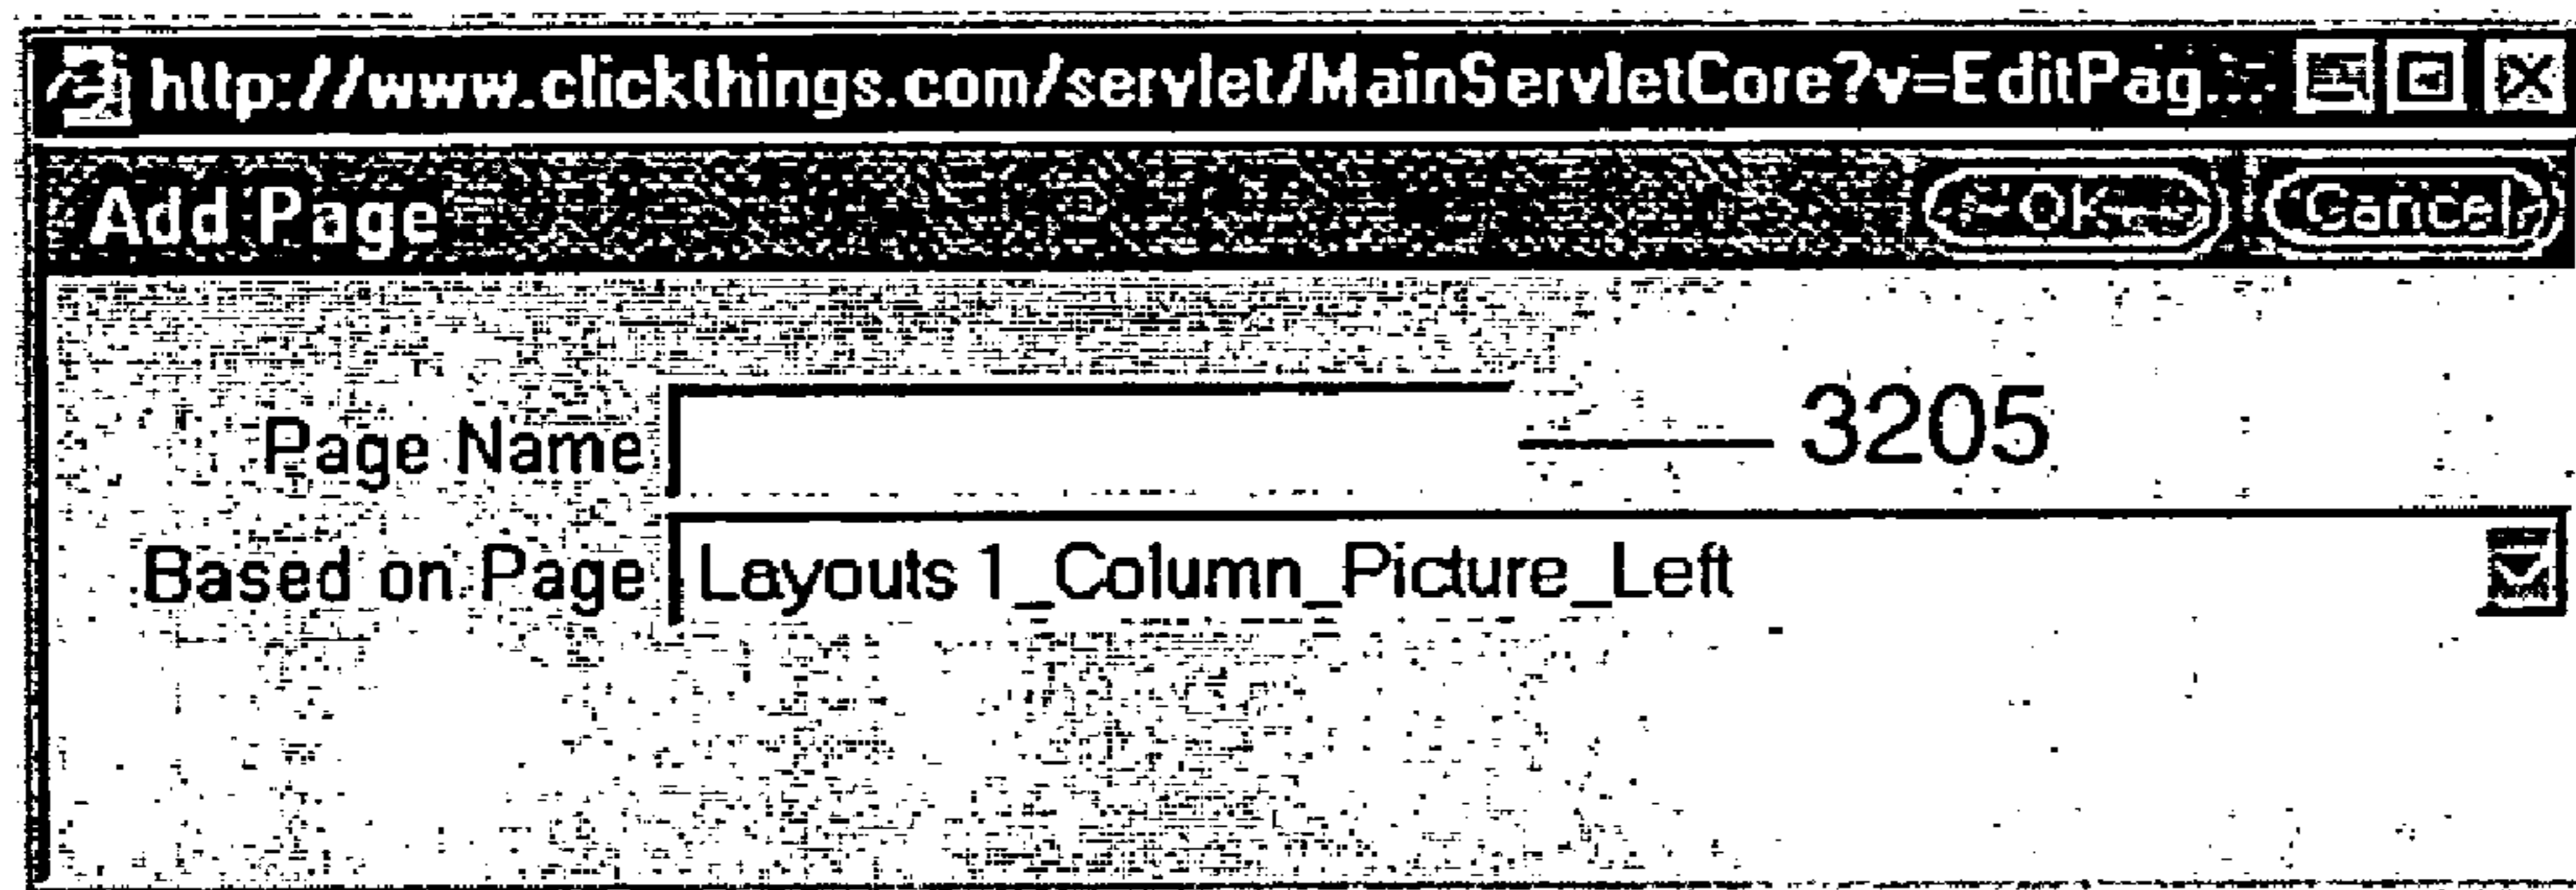 http://www.clickthings.com/servlet/MainServletCore?v=EditPag...
Add Page OK Cancel
Page Name 3205
Based on Page Layouts 1_Column_Picture_Left